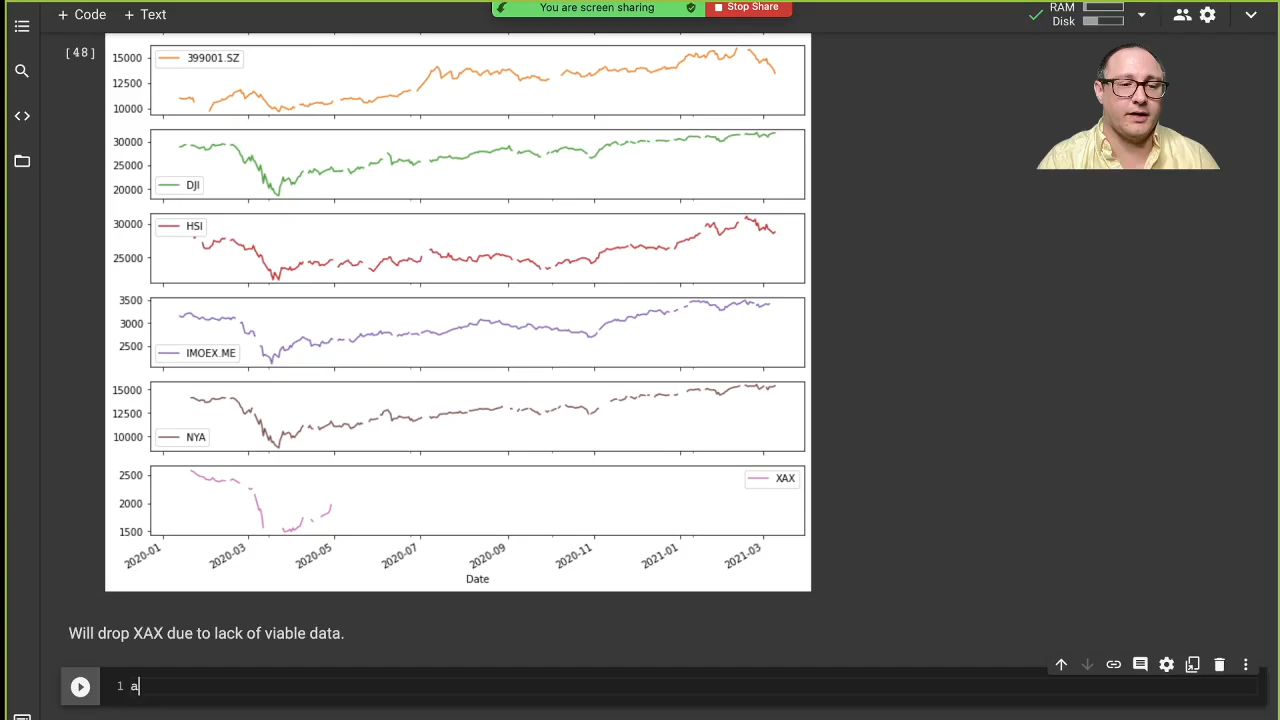 + Code + Text
You are screen sharing
Stop Share
RAM
Disk
[48]
15000
12500
10000
399001.SZ
30000
25000
20000
DJI
30000
25000
HSI
3500
3000
2500
IMOEX.ME
15000
12500
10000
NYA
2500
2000
1500
XAX
2020-01 2020-03 2020-05 2020-07 2020-09 2020-11 2021-01 2021-03
Date
Will drop XAX due to lack of viable data.
1 a